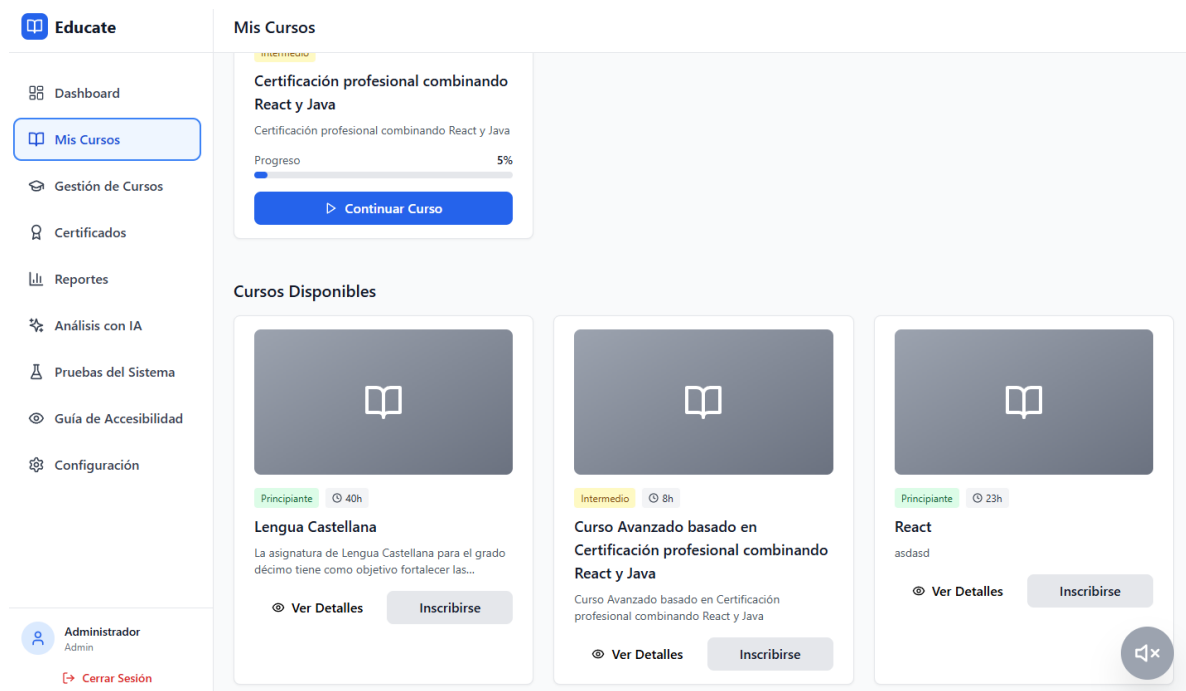 Educate
Mis Cursos
Dashboard
Mis Cursos
Gestión de Cursos
Certificados
Reportes
Análisis con IA
Pruebas del Sistema
Guía de Accesibilidad
Configuración
Administrador
Admin
Cerrar Sesión
Intermedio
Certificación profesional combinando
React y Java
Certificación profesional combinando React y Java
Progreso 5%
Continuar Curso
Cursos Disponibles
Principiante 40h
Lengua Castellana
La asignatura de Lengua Castellana para el grado
décimo tiene como objetivo fortalecer las...
Ver Detalles Inscribirse
Intermedio 8h
Curso Avanzado basado en
Certificación profesional combinando
React y Java
Curso Avanzado basado en Certificación
profesional combinando React y Java
Ver Detalles Inscribirse
Principiante 23h
React
asdasd
Ver Detalles Inscribirse